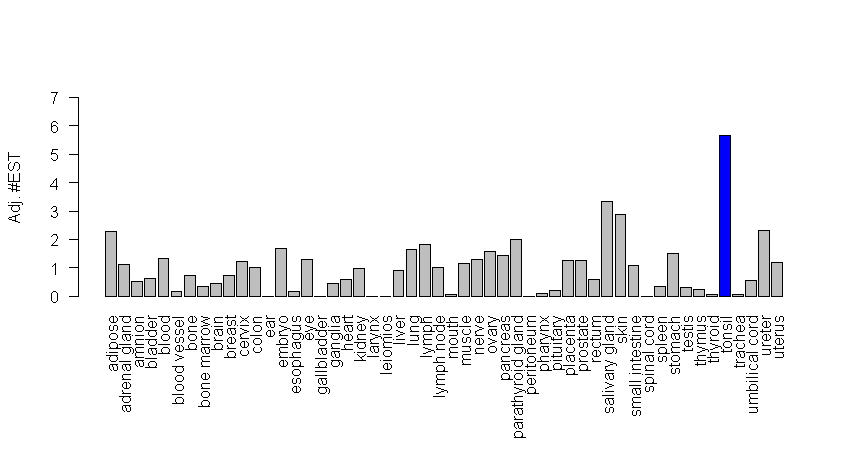 7
6
5
4
3
2
1
0
Adj. #EST
adipose
adrenal gland
amnion
bladder
blood
blood vessel
bone
bone marrow
brain
breast
cervix
colon
ear
embryo
esophagus
eye
gallbladder
ganglia
heart
kidney
larynx
leiomios
liver
lung
lymph
lymph node
mouth
muscle
nerve
ovary
pancreas
parathyroid gland
peritoneum
pharynx
pituitary
placenta
prostate
rectum
salivary gland
skin
small intestine
spinal cord
spleen
stomach
testis
thymus
thyroid
tonsil
trachea
umbilical cord
ureter
uterus